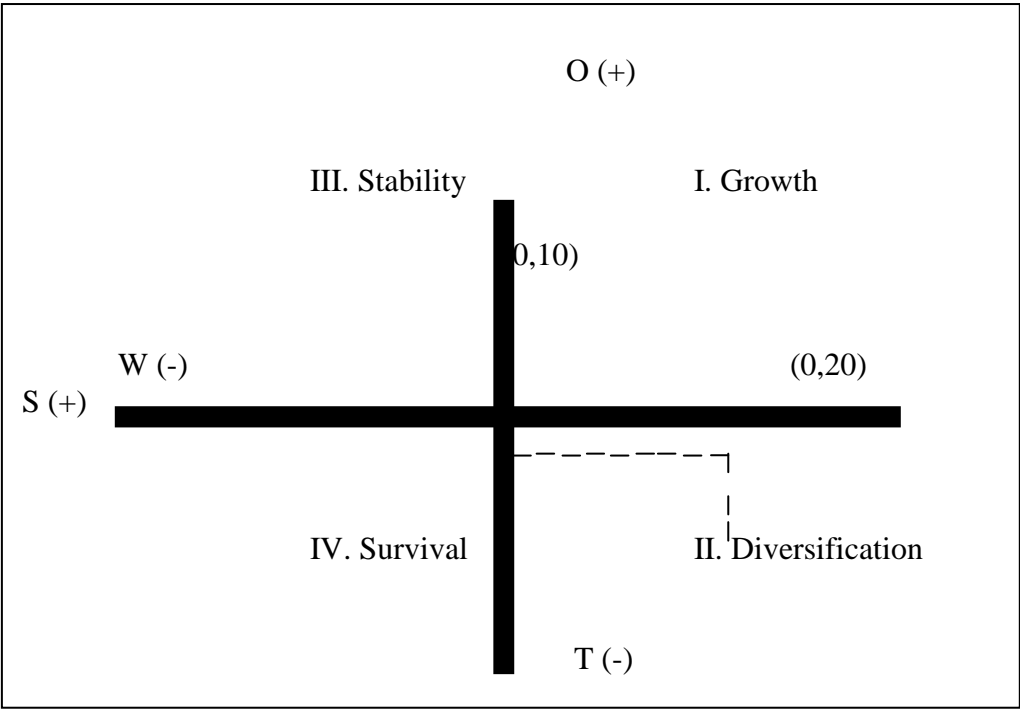 O (+)
III. Stability I. Growth
0,10)
W (-) (0,20)
S (+)
IV. Survival II. Diversification
T (-)